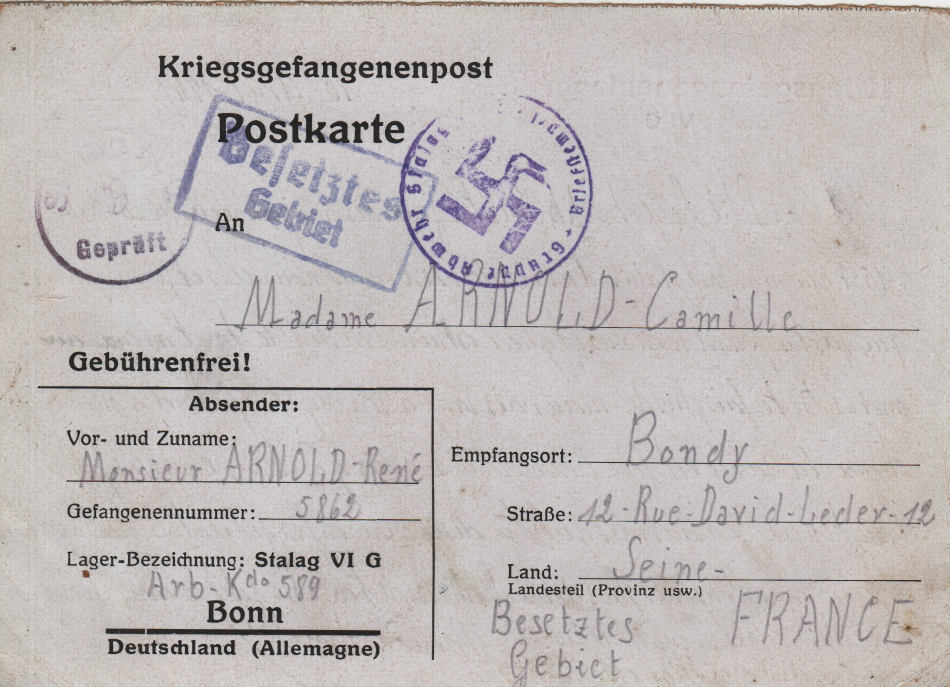 Kriegsgefangenenpost
Postkarte
Besetztes
Gebiet
Geprüft
An
Madame ARNOLD-Camille
Gebührenfrei!
Absender:
Vor- und Zuname:
Monsieur ARNOLD-René
Gefangenennummer: 5862
Lager-Bezeichnung: Stalag VI G
Arb-Kdo 589
Bonn
Deutschland (Allemagne)
Empfangsort: Bondy
Straße: 12-Rue-David-Leder-12
Land: Seine-
Landesteil (Provinz usw.)
FRANCE
Besetztes
Gebiet